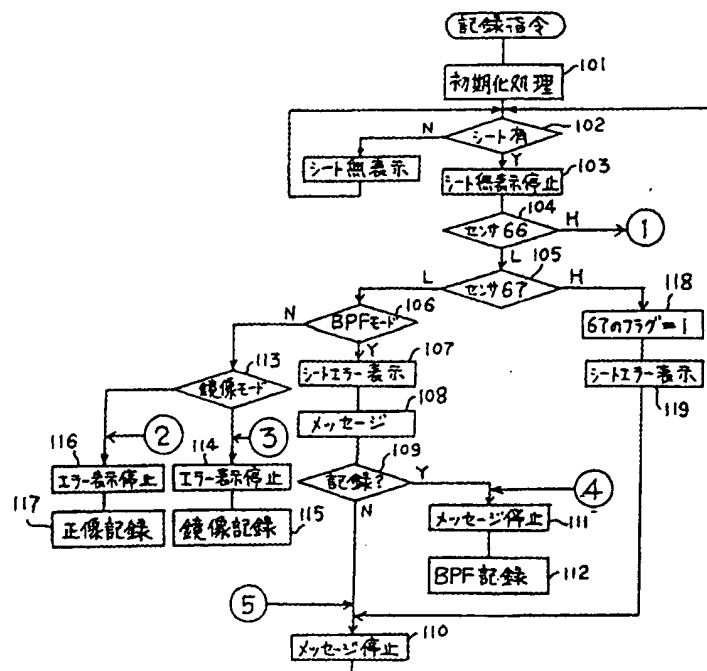 記録指令
初期化処理
101
シート有
102
N
Y
シート無表示
シート無表示停止
103
センサ66
104
H
①
L
センサ67
105
L
H
BPFモード
106
N
Y
67のフラグ=1
118
シートエラー表示
107
シートエラー表示
119
鏡像モード
113
メッセージ
108
②
③
記録?
109
Y
N
④
116
エラー表示停止
114
エラー表示停止
メッセージ停止
111
117
正像記録
鏡像記録
115
BPF記録
112
⑤
メッセージ停止
110